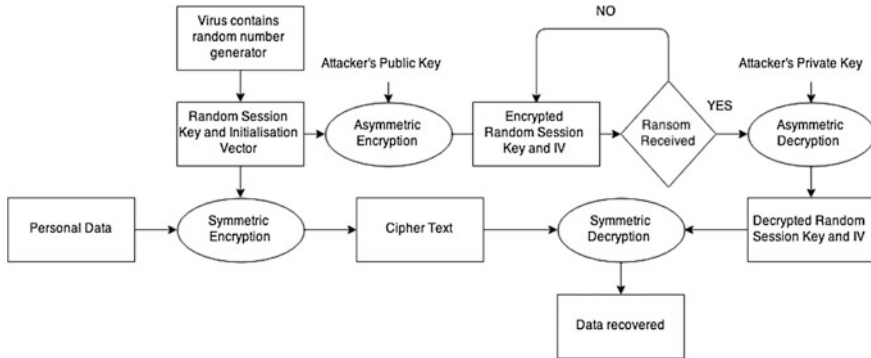 Virus contains
random number
generator
NO
Attacker's Public Key
Attacker's Private Key
Random Session
Key and Initialisation
Vector
Asymmetric
Encryption
Encrypted
Random Session
Key and IV
Ransom
Received
YES
Asymmetric
Decryption
Personal Data
Symmetric
Encryption
Cipher Text
Symmetric
Decryption
Decrypted Random
Session Key and IV
Data recovered